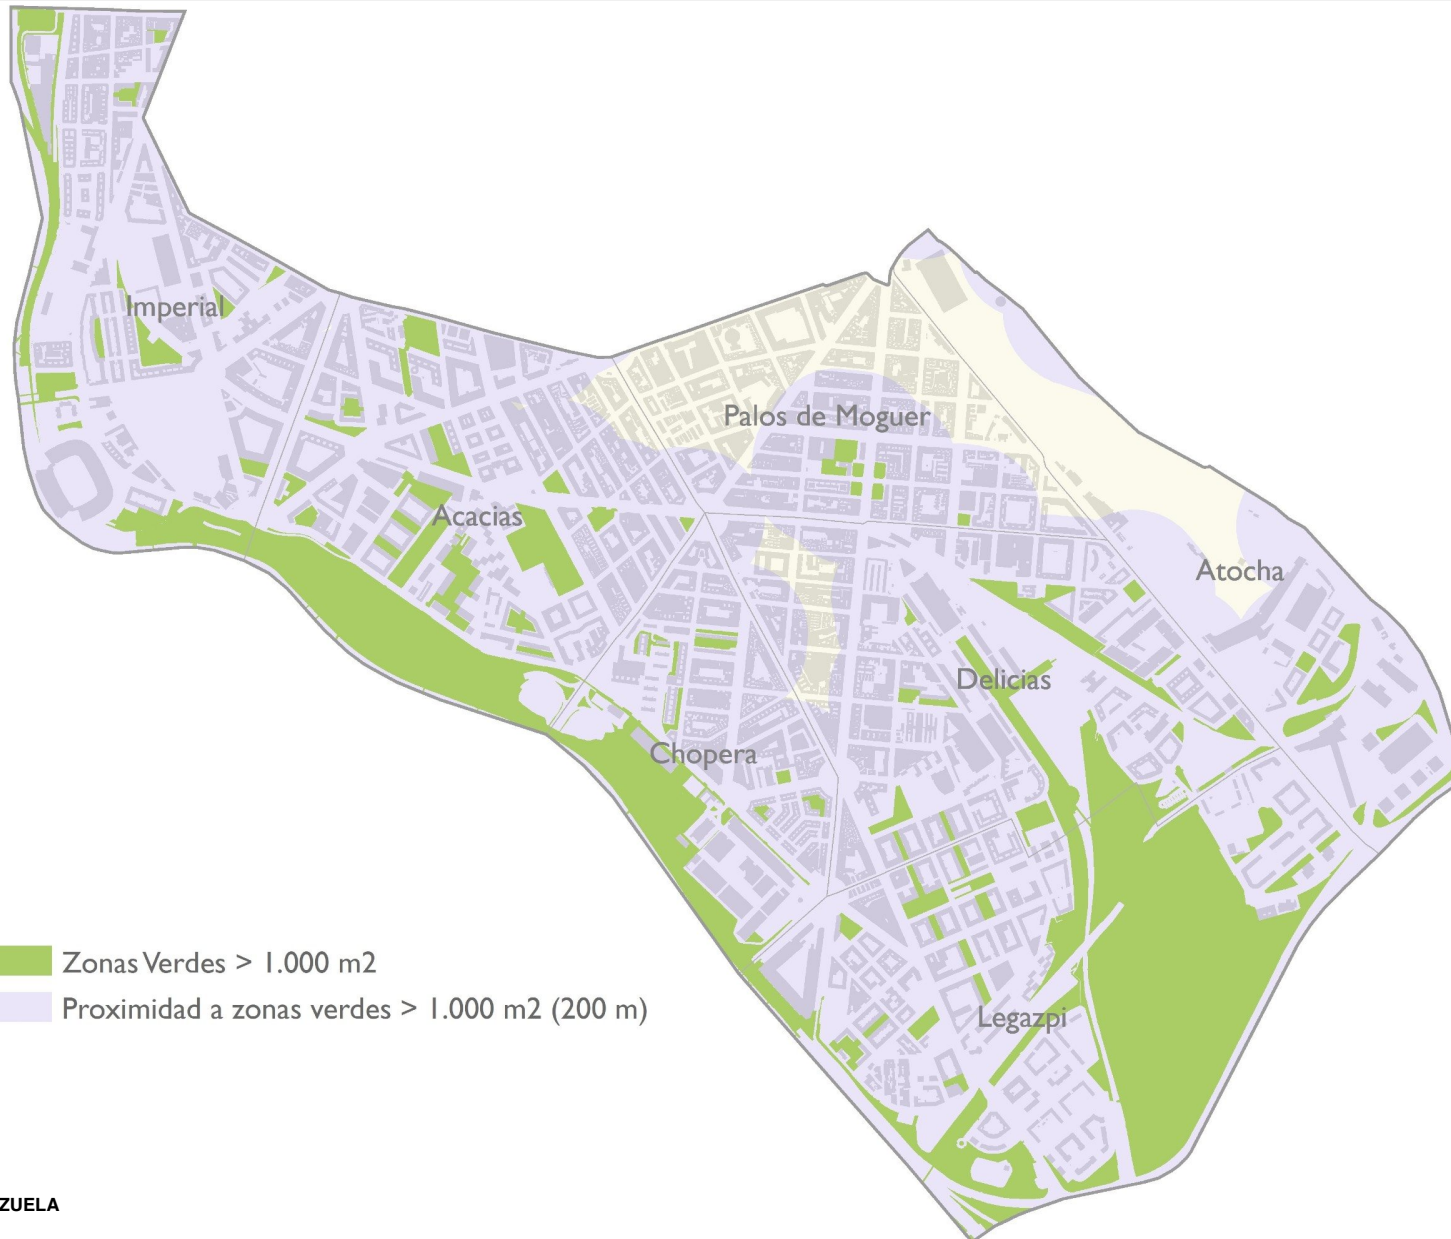 Imperial
Palos de Moguer
Acacias
Atocha
Delicias
Chopera
Zonas Verdes > 1.000 m2
Proximidad a zonas verdes > 1.000 m2 (200 m)
Legazpi
ZUELA